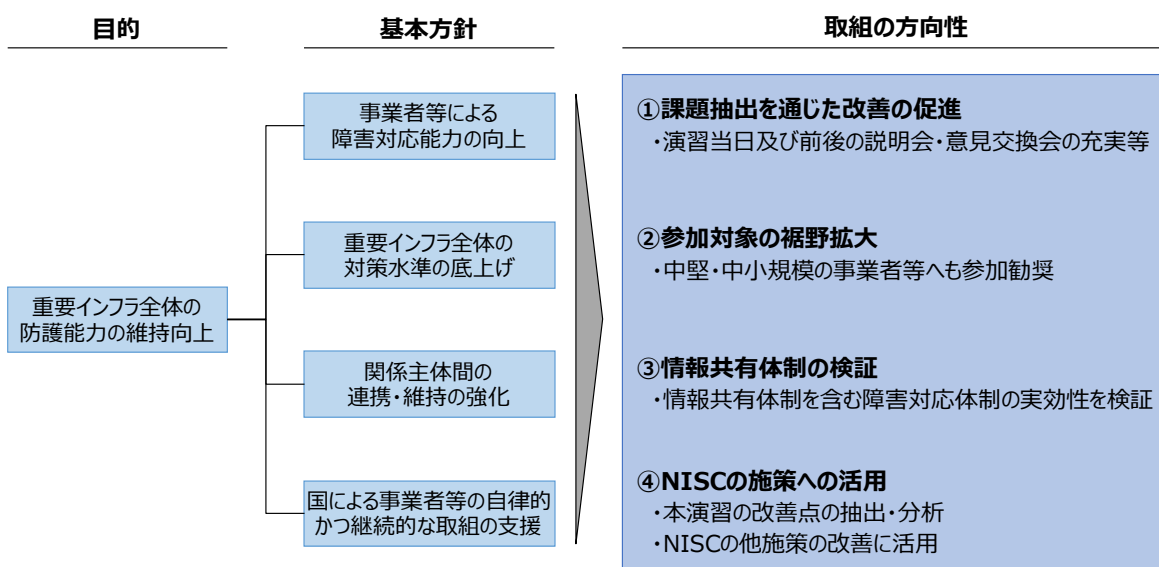 目的
基本方針
取組の方向性
重要インフラ全体の
防護能力の維持向上
事業者等による
障害対応能力の向上
重要インフラ全体の
対策水準の底上げ
関係主体間の
連携・維持の強化
国による事業者等の自律的
かつ継続的な取組の支援
①課題抽出を通じた改善の促進
・演習当日及び前後の説明会・意見交換会の充実等
②参加対象の裾野拡大
・中堅・中小規模の事業者等へも参加勧奨
③情報共有体制の検証
・情報共有体制を含む障害対応体制の実効性を検証
④NISCの施策への活用
・本演習の改善点の抽出・分析
・NISCの他施策の改善に活用